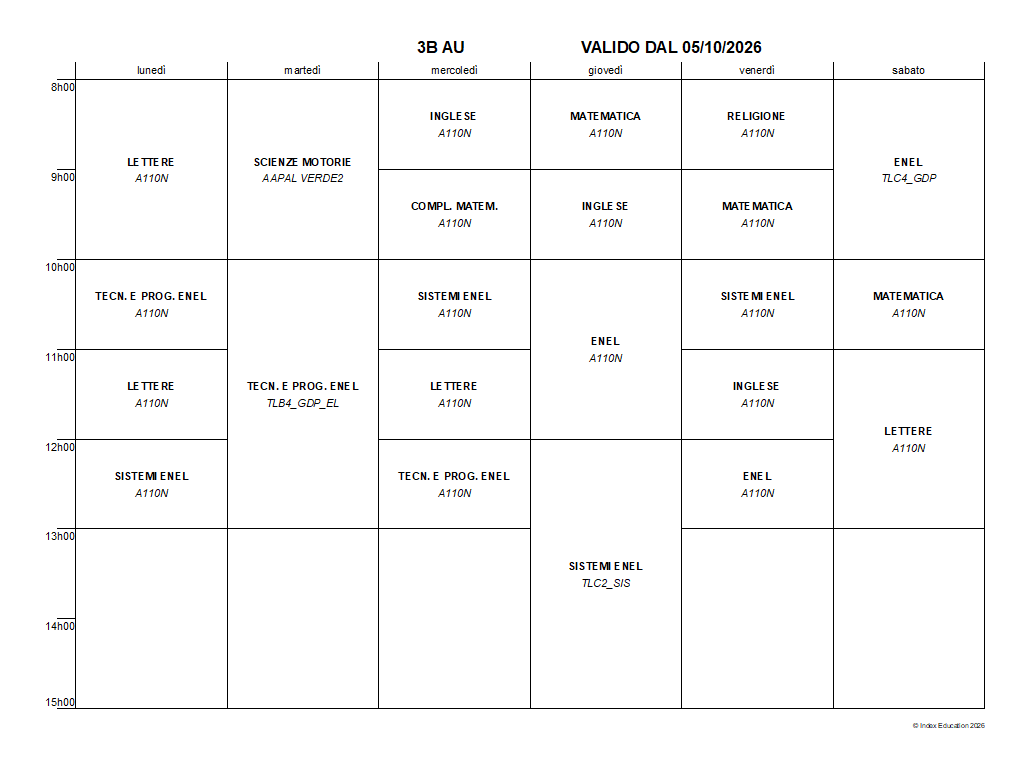 3B AU VALIDO DAL 05/10/2026
lunedì martedì mercoledì giovedì venerdì sabato
8h00
INGLESE MATEMATICA RELIGIONE
A110N A110N A110N
LETTERE SCIENZE MOTORIE ENEL
9h00 A110N AAPAL VERDE2 TLC4_GDP
COMPL. MATEM. INGLESE MATEMATICA
A110N A110N A110N
10h00
TECN. E PROG. ENEL SISTEMI ENEL SISTEMI ENEL MATEMATICA
A110N A110N A110N A110N
ENEL
11h00 A110N
LETTERE TECN. E PROG. ENEL LETTERE INGLESE
A110N TLB4_GDP_EL A110N A110N
LETTERE
12h00 A110N
SISTEMI ENEL TECN. E PROG. ENEL ENEL
A110N A110N A110N
13h00
SISTEMI ENEL
TLC2_SIS
14h00
15h00
© Index Education 2026